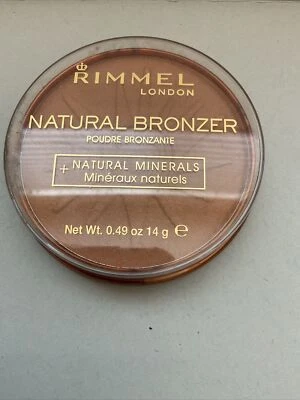 RIMMEL
LONDON
NATURAL BRONZER
POUDRE BRONZANTE
+ NATURAL MINERALS
Minéraux naturels
Net Wt. 0.49 oz 14 g ℮